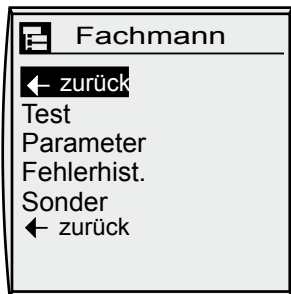 Fachmann
← zurück
Test
Parameter
Fehlerhist.
Sonder
← zurück